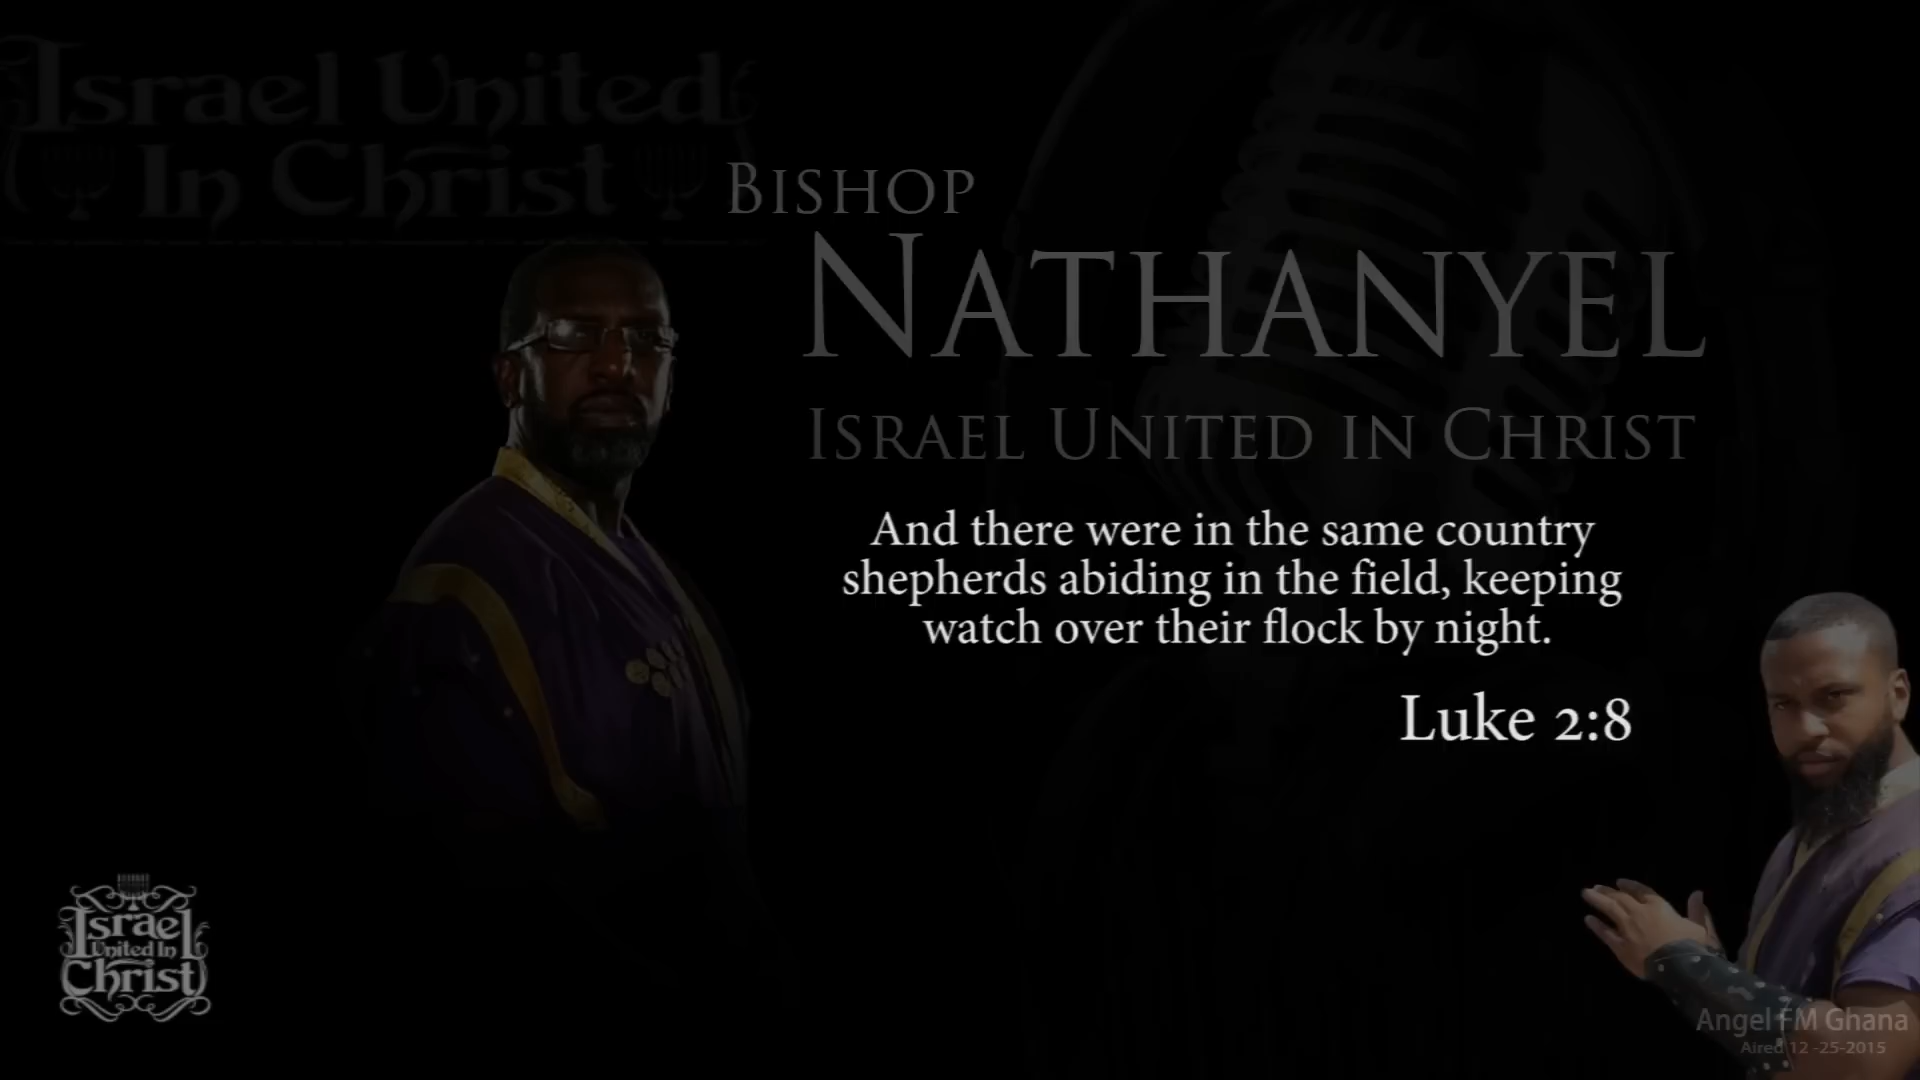 Israel United
In Christ
BISHOP
NATHANYEL
ISRAEL UNITED IN CHRIST
And there were in the same country
shepherds abiding in the field, keeping
watch over their flock by night.
Luke 2:8
Israel
United In
Christ
Angel FM Ghana
Aired 12 -25-2015